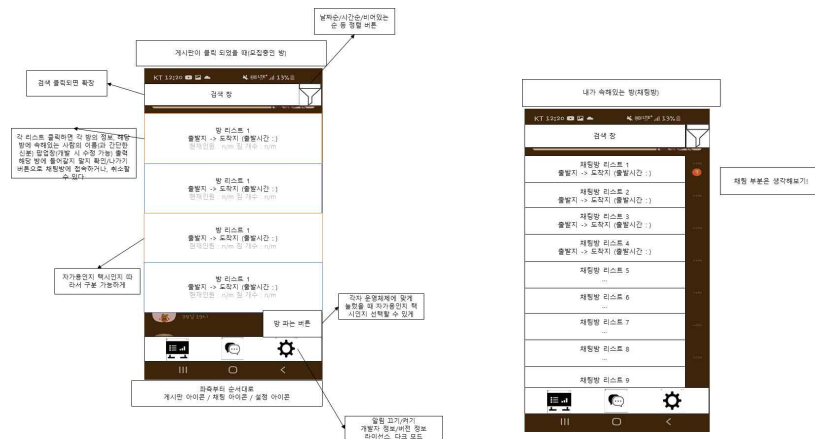 날짜순/시간순/비어있는
순 등 정렬 버튼
게시판이 클릭 되었을 때(모집중인 방)
검색 클릭되면 확장
KT 12:20
13%
검색 창
방 리스트 1
출발지 -> 도착지 (출발시간 : )
현재인원 : n/m 짐 개수 : n/m
방 리스트 1
출발지 -> 도착지 (출발시간 : )
현재인원 : n/m 짐 개수 : n/m
방 리스트 1
출발지 -> 도착지 (출발시간 : )
현재인원 : n/m 짐 개수 : n/m
방 리스트 1
출발지 -> 도착지 (출발시간 : )
현재인원 : n/m 짐 개수 : n/m
각 리스트 클릭하면 각 방의 정보, 해당
방에 속해있는 사람의 이름(과 간단한
신분) 팝업창(개발 시 수정 가능) 출력
해당 방에 들어갈지 말지 확인/나가기
버튼으로 채팅방에 접속하거나, 취소할
수 있다.
자가용인지 택시인지 따
라서 구분 가능하게
방 파는 버튼
각자 운영체제에 맞게
눌렀을 때 자가용인지 택
시인지 선택할 수 있게
좌측부터 순서대로
게시판 아이콘 / 채팅 아이콘 / 설정 아이콘
알림 끄기/켜기
개발자 정보/버전 정보
라이선스, 다크 모드
내가 속해있는 방(채팅방)
KT 12:20
13%
검색 창
채팅방 리스트 1
출발지 -> 도착지 (출발시간 : )
채팅방 리스트 2
출발지 -> 도착지 (출발시간 : )
채팅방 리스트 3
출발지 -> 도착지 (출발시간 : )
채팅방 리스트 4
출발지 -> 도착지 (출발시간 : )
채팅방 리스트 5
...
채팅방 리스트 6
...
채팅방 리스트 7
...
채팅방 리스트 8
...
채팅방 리스트 9
채팅 부분은 생각해보기!